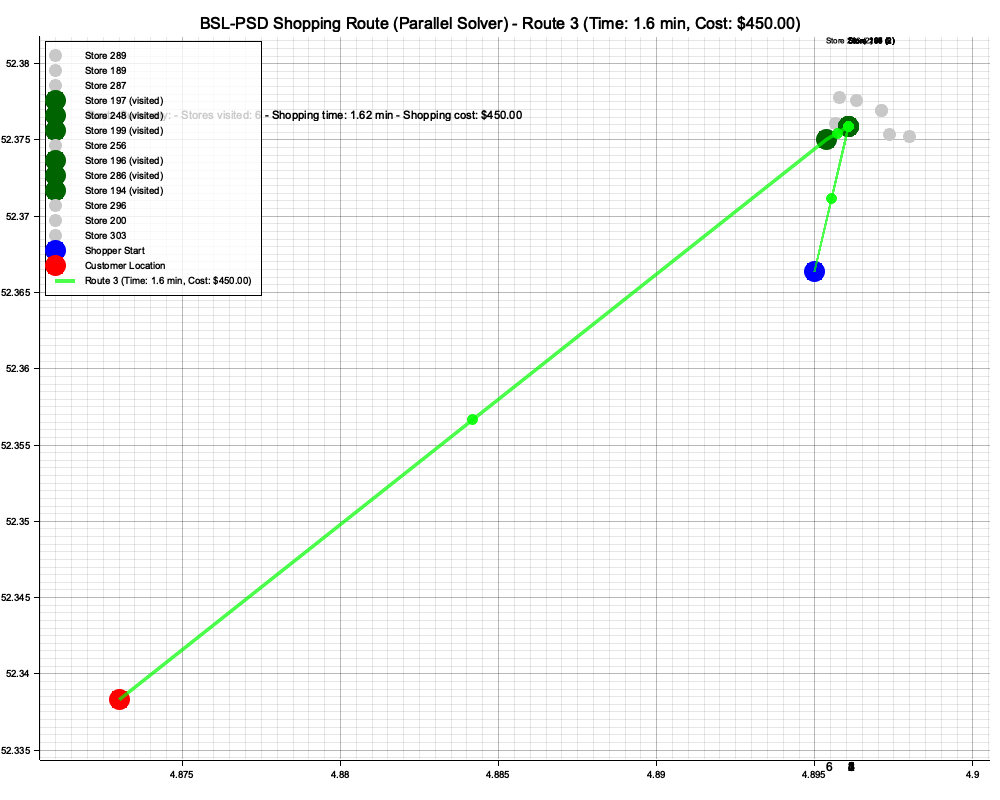 BSL-PSD Shopping Route (Parallel Solver) - Route 3 (Time: 1.6 min, Cost: $450.00)
Store
52.38
52.375
52.37
52.365
52.36
52.355
52.35
52.345
52.34
52.335
Store 289
Store 189
Store 287
Store 197 (visited)
Store 248 (visited)
- Stores visited: 6 - Shopping time: 1.62 min - Shopping cost: $450.00
Store 199 (visited)
Store 256
Store 196 (visited)
Store 286 (visited)
Store 194 (visited)
Store 296
Store 200
Store 303
Shopper Start
Customer Location
Route 3 (Time: 1.6 min, Cost: $450.00)
6
4.875
4.88
4.885
4.89
4.895
4.9